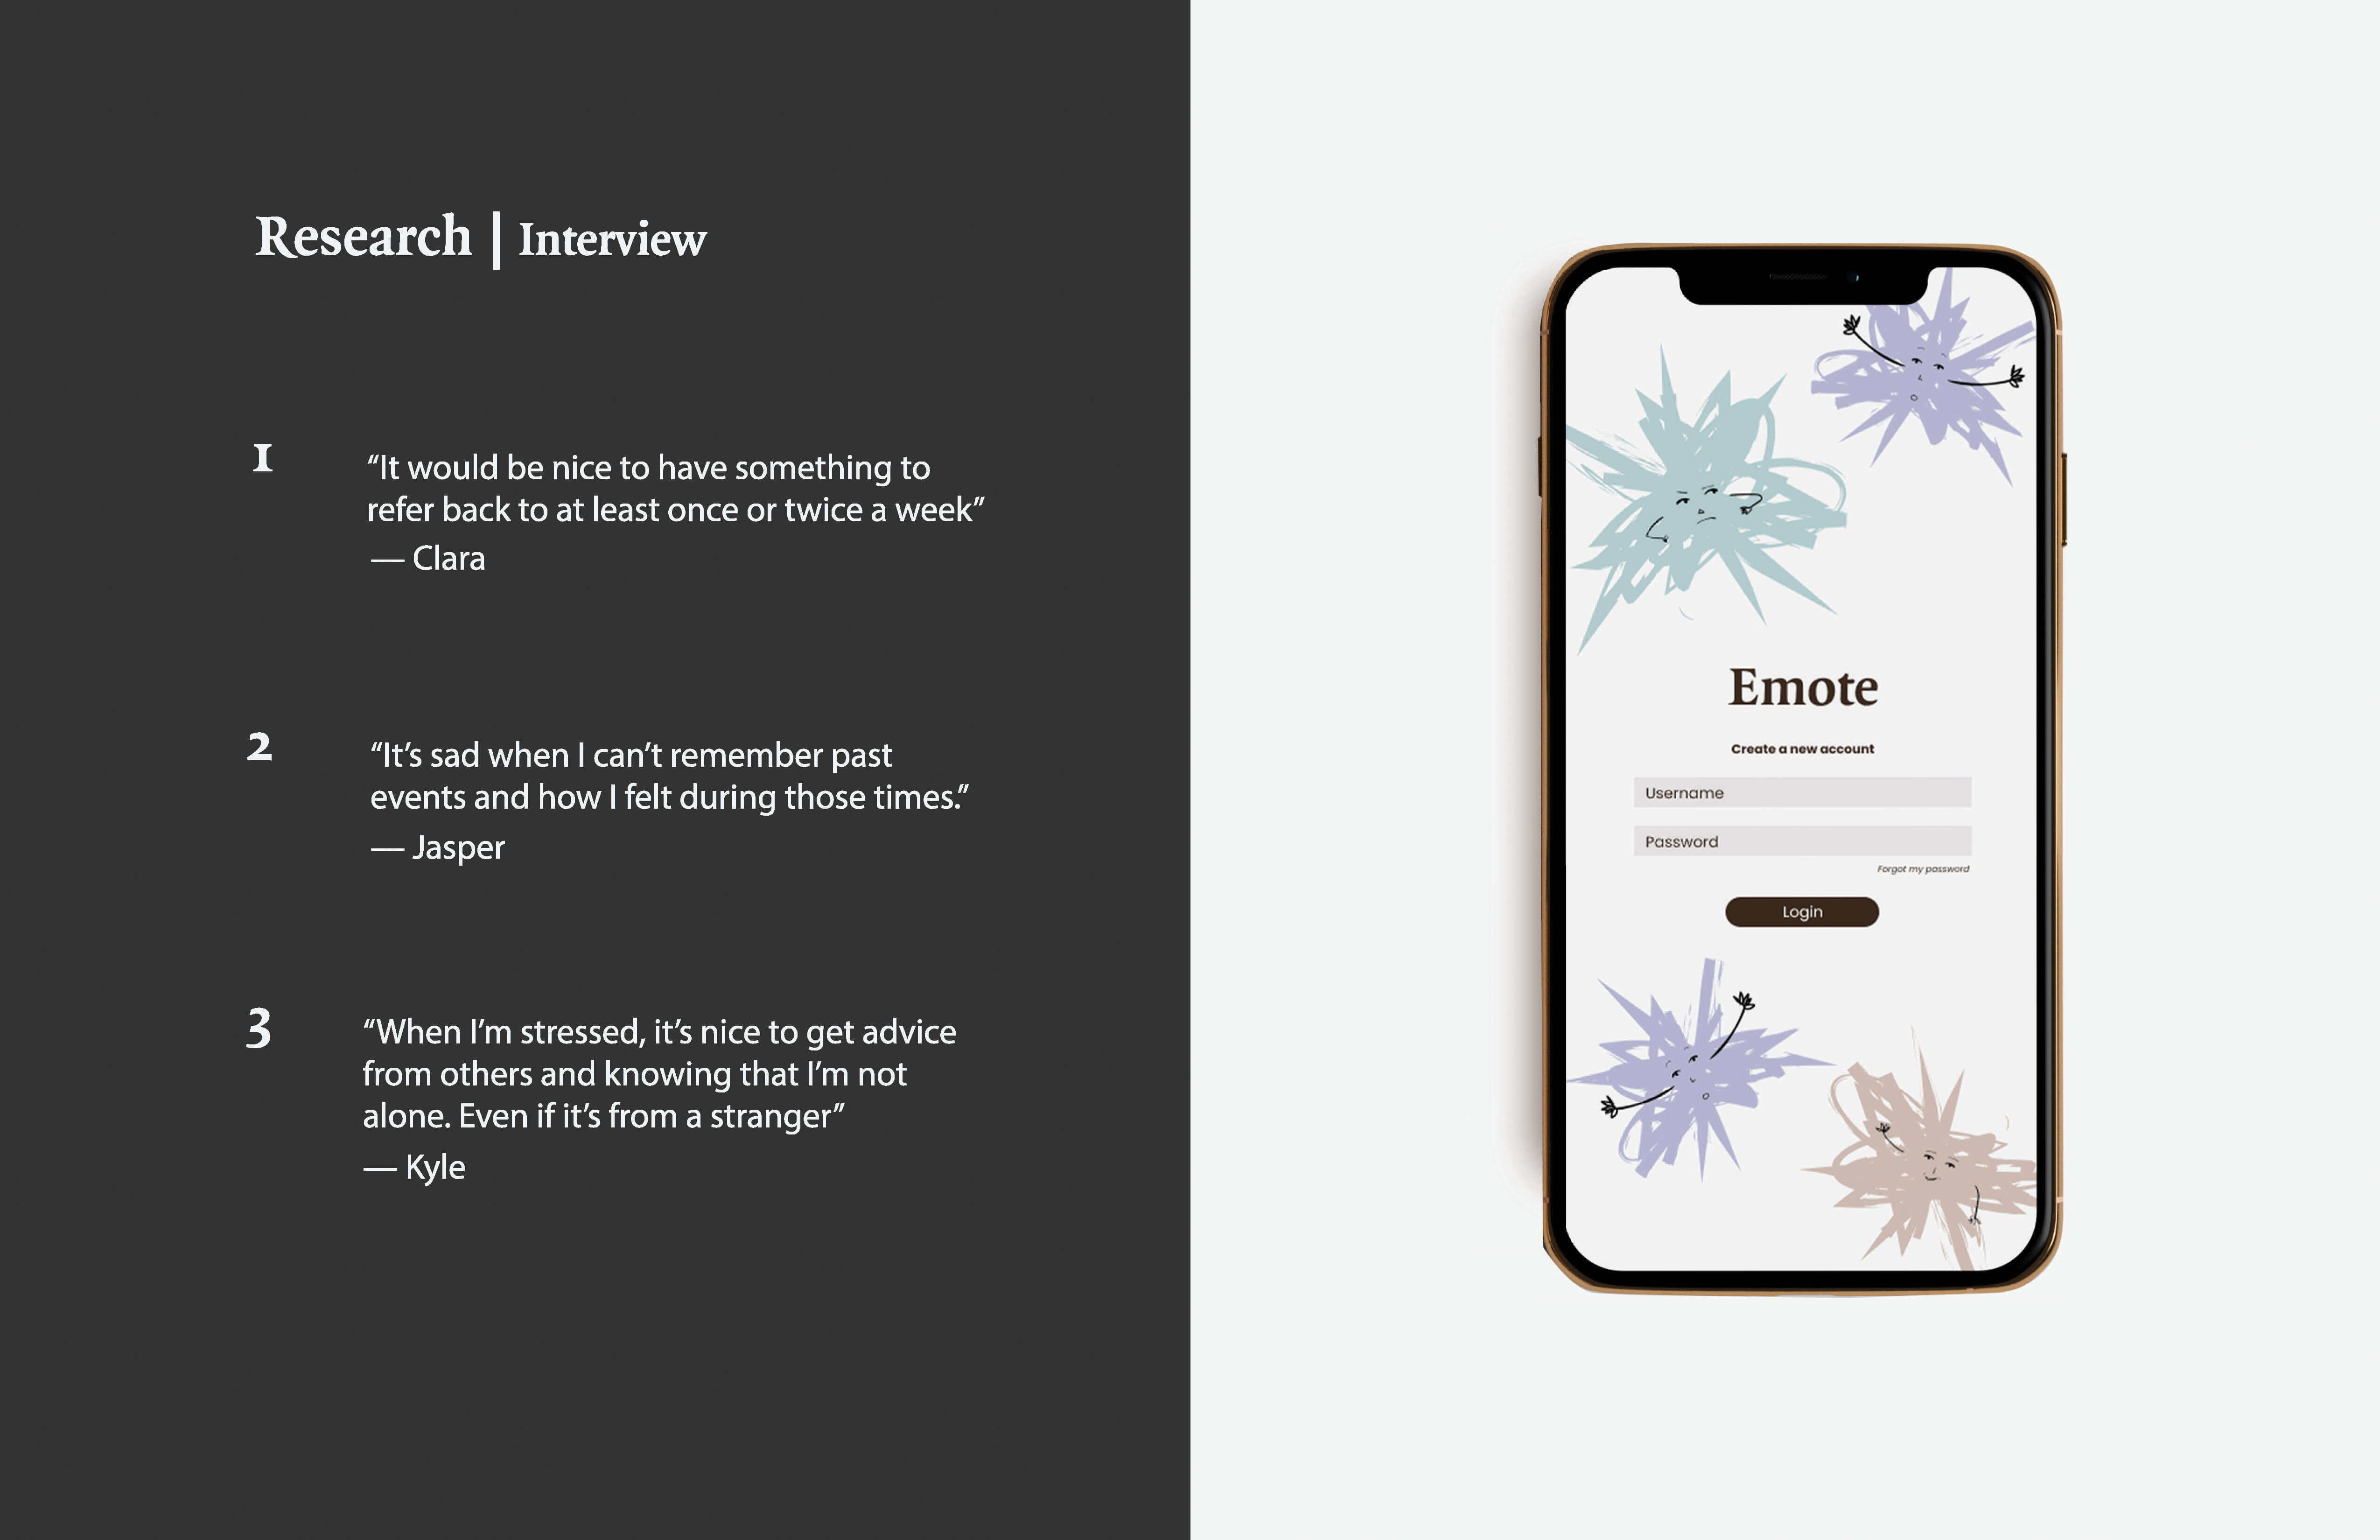 Research | Interview
1
“It would be nice to have something to
refer back to at least once or twice a week”
— Clara
2
“It’s sad when I can’t remember past
events and how I felt during those times.”
— Jasper
3
“When I’m stressed, it’s nice to get advice
from others and knowing that I’m not
alone. Even if it’s from a stranger”
— Kyle
Emote
Create a new account
Username
Password
Forgot my password
Login